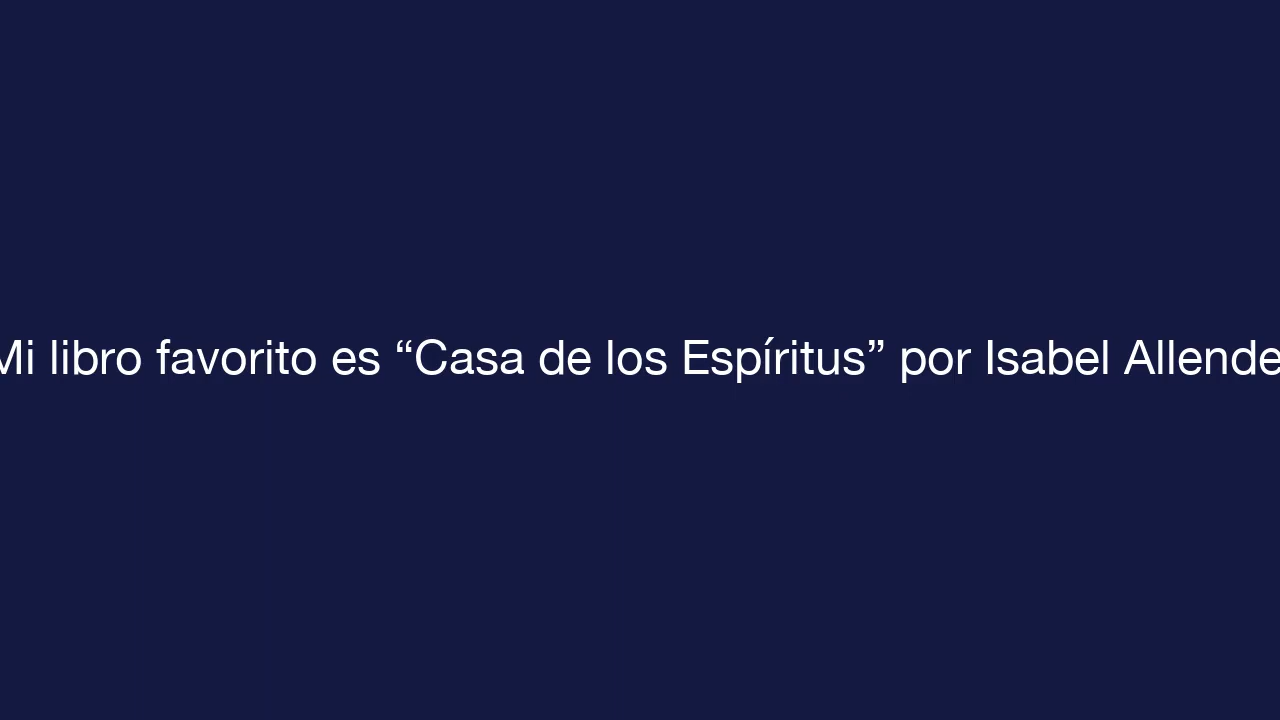 Mi libro favorito es “Casa de los Espíritus” por Isabel Allende